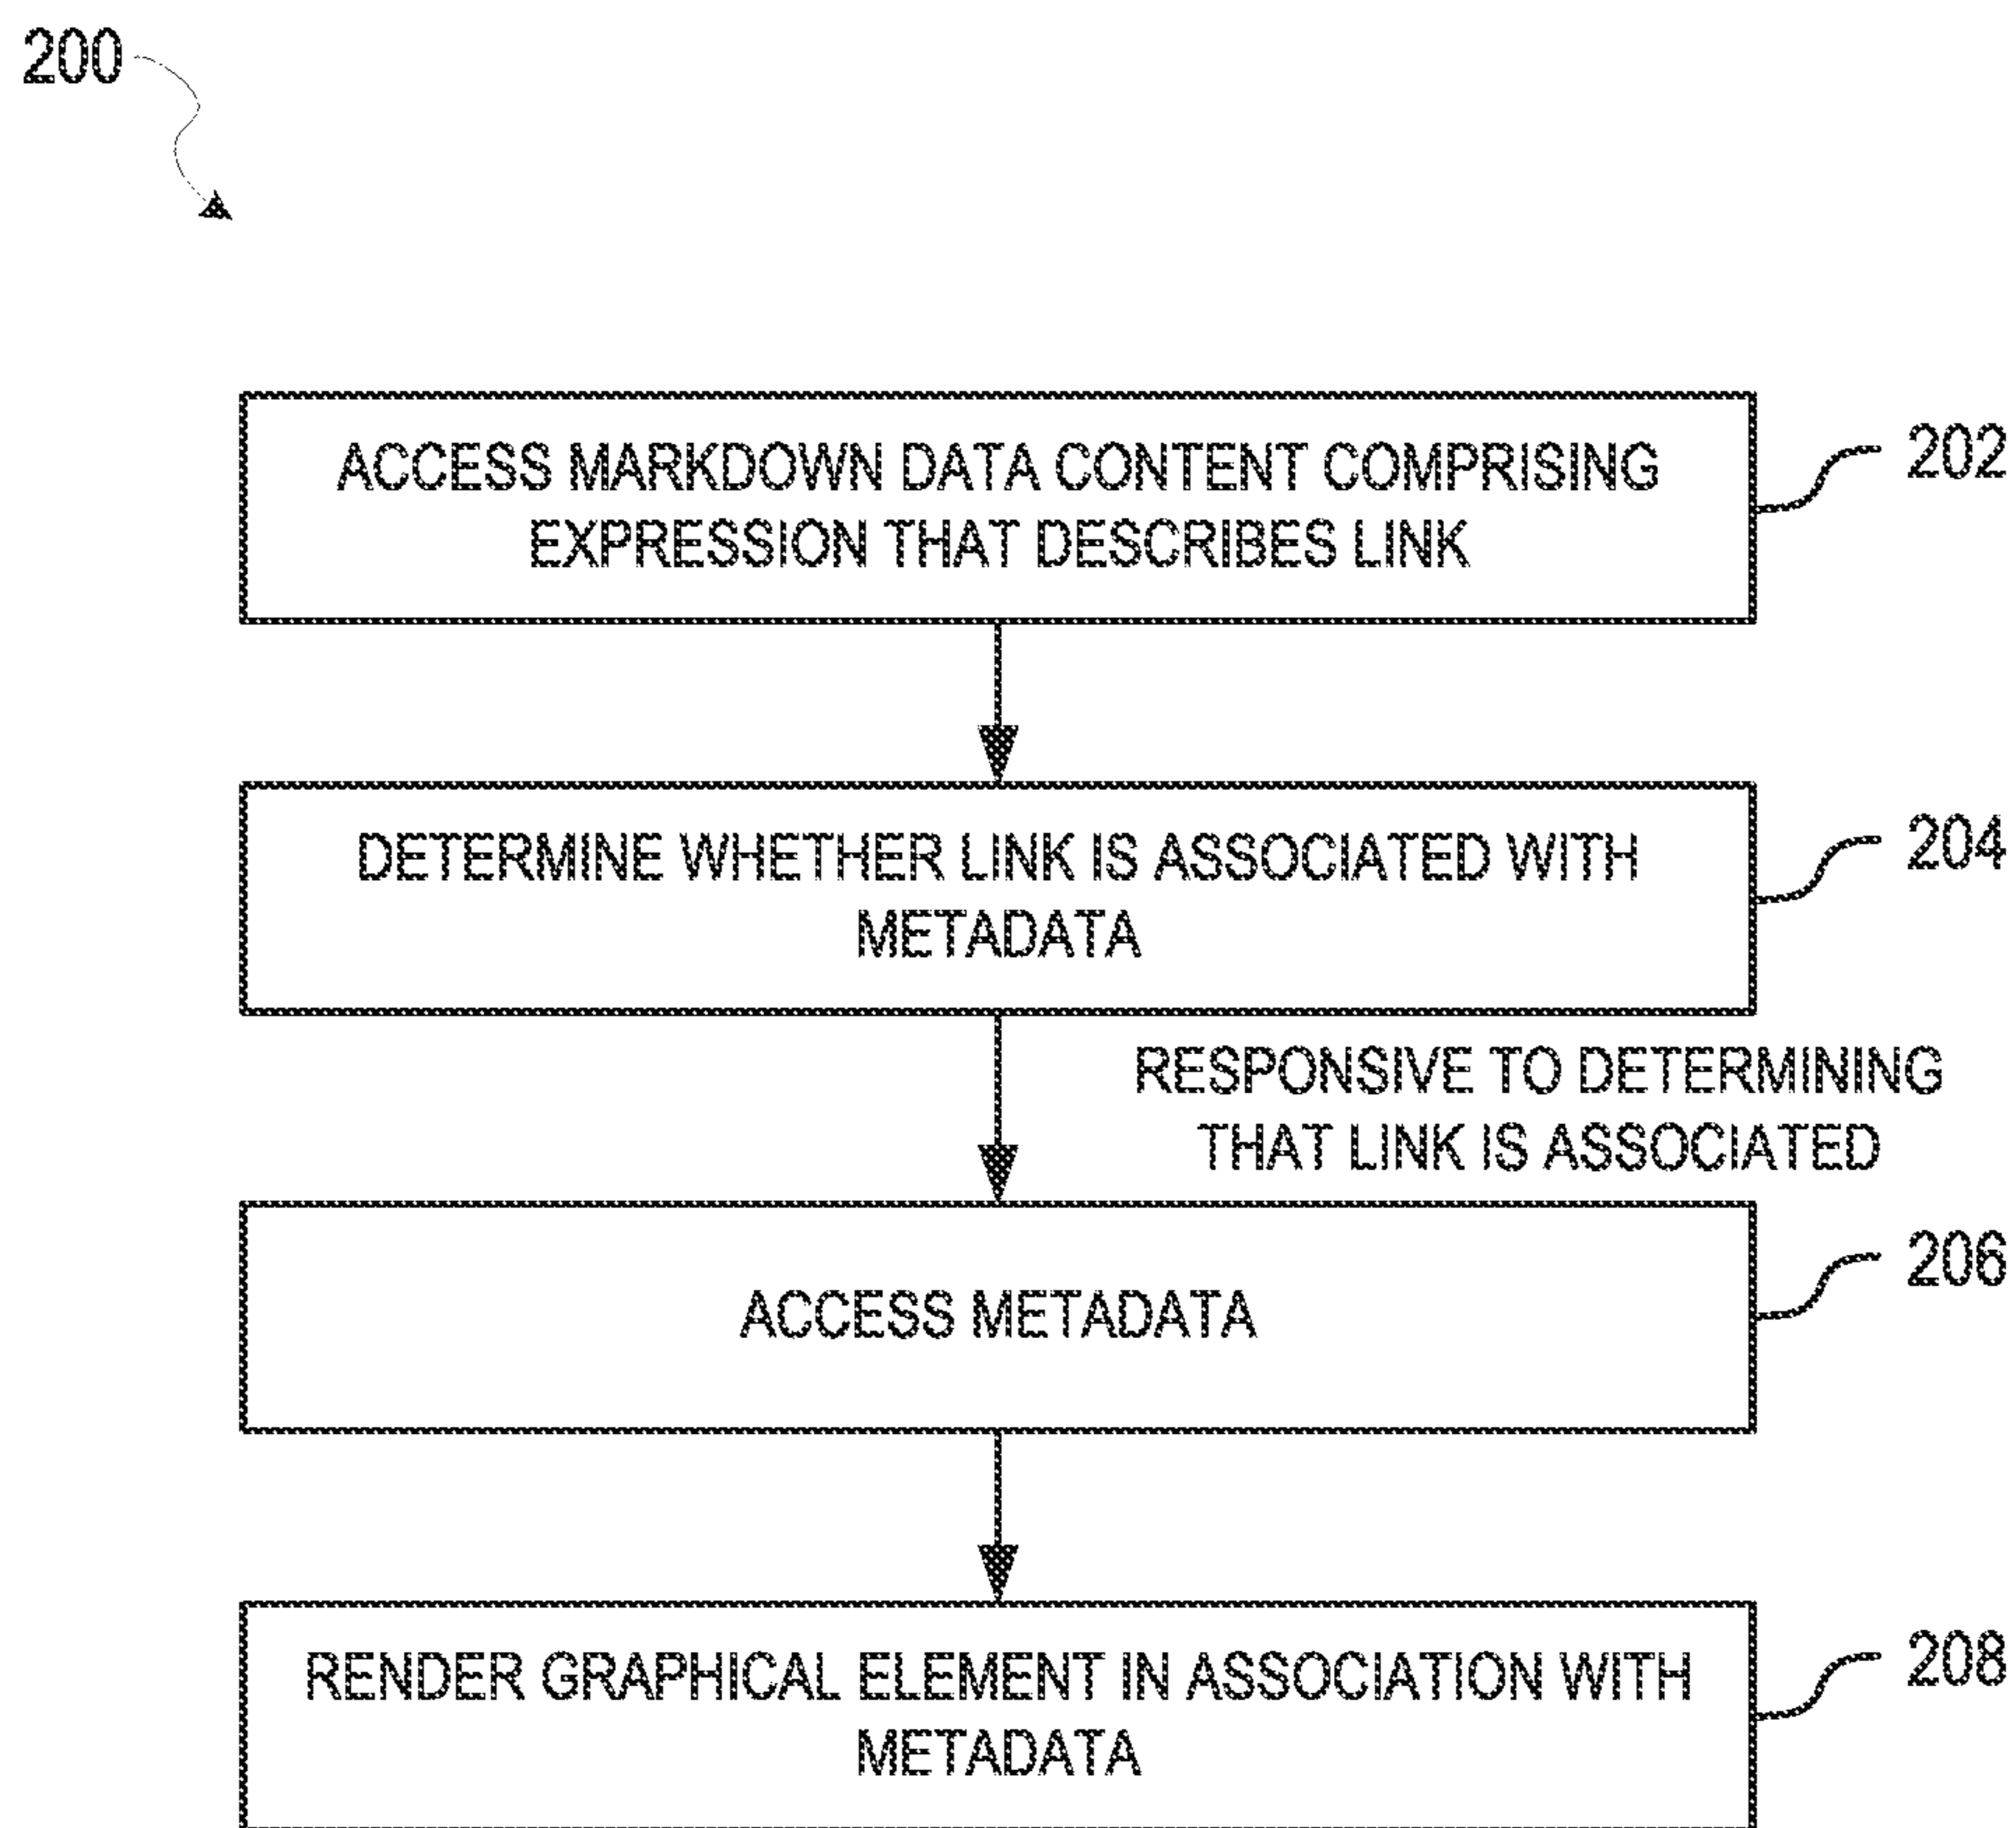 200
ACCESS MARKDOWN DATA CONTENT COMPRISING
EXPRESSION THAT DESCRIBES LINK
202
DETERMINE WHETHER LINK IS ASSOCIATED WITH
METADATA
204
RESPONSIVE TO DETERMINING
THAT LINK IS ASSOCIATED
ACCESS METADATA
206
RENDER GRAPHICAL ELEMENT IN ASSOCIATION WITH
METADATA
208